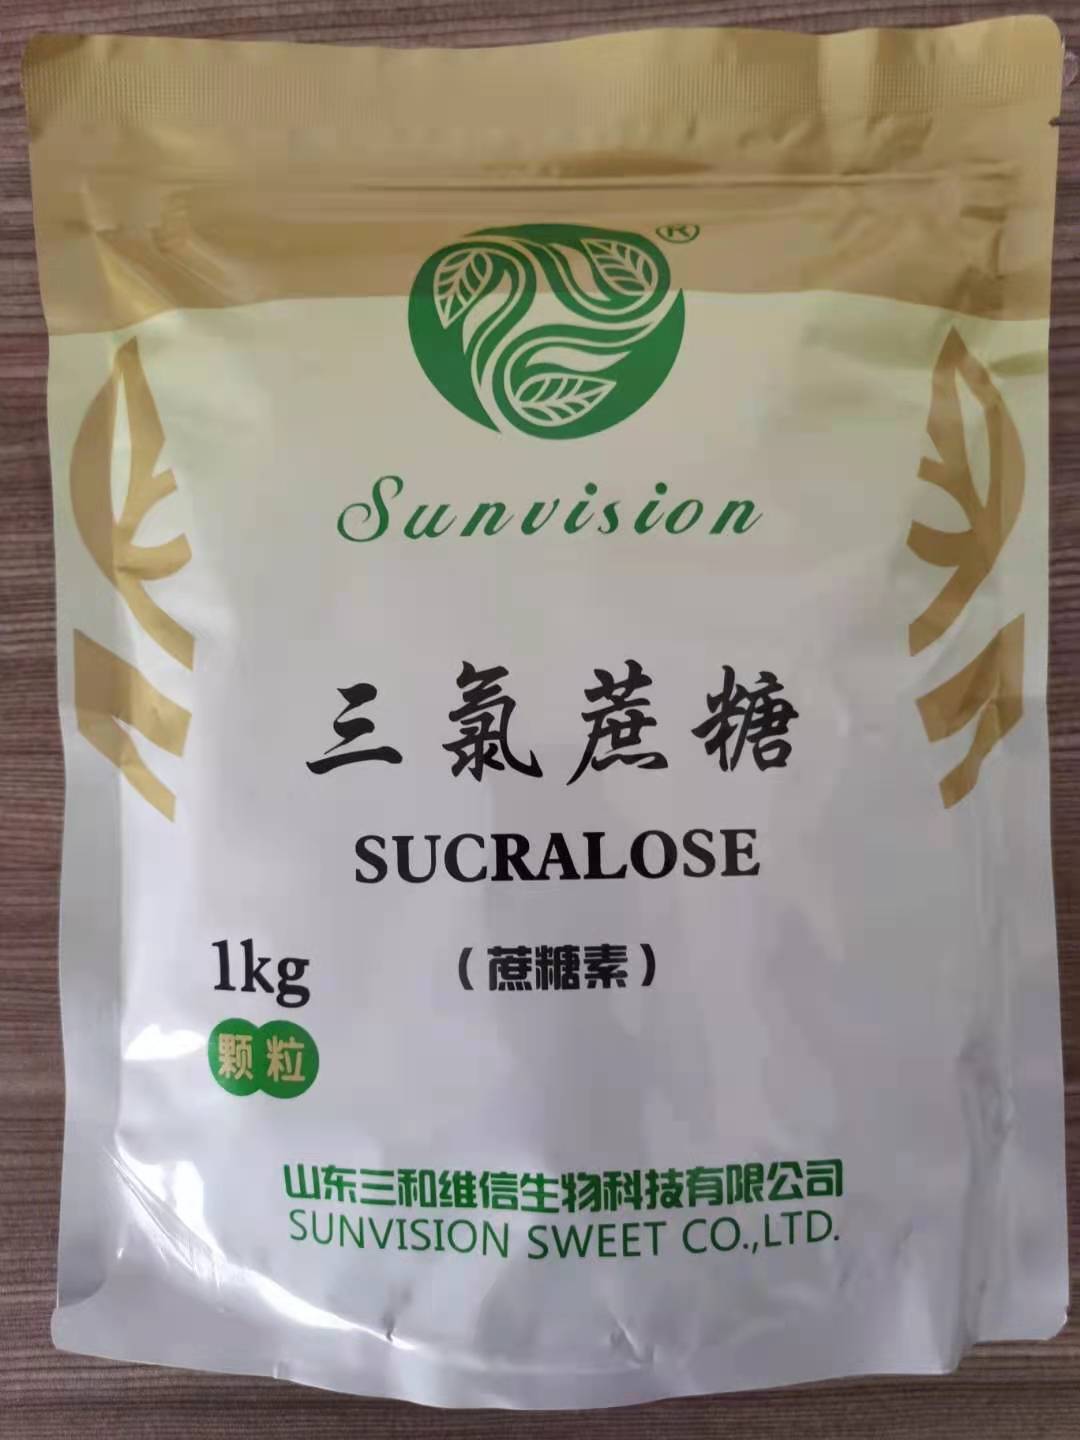 ®
Sunvision
三氯蔗糖
SUCRALOSE
1kg
（蔗糖素）
颗粒
山东三和维信生物科技有限公司
SUNVISION SWEET CO.,LTD.